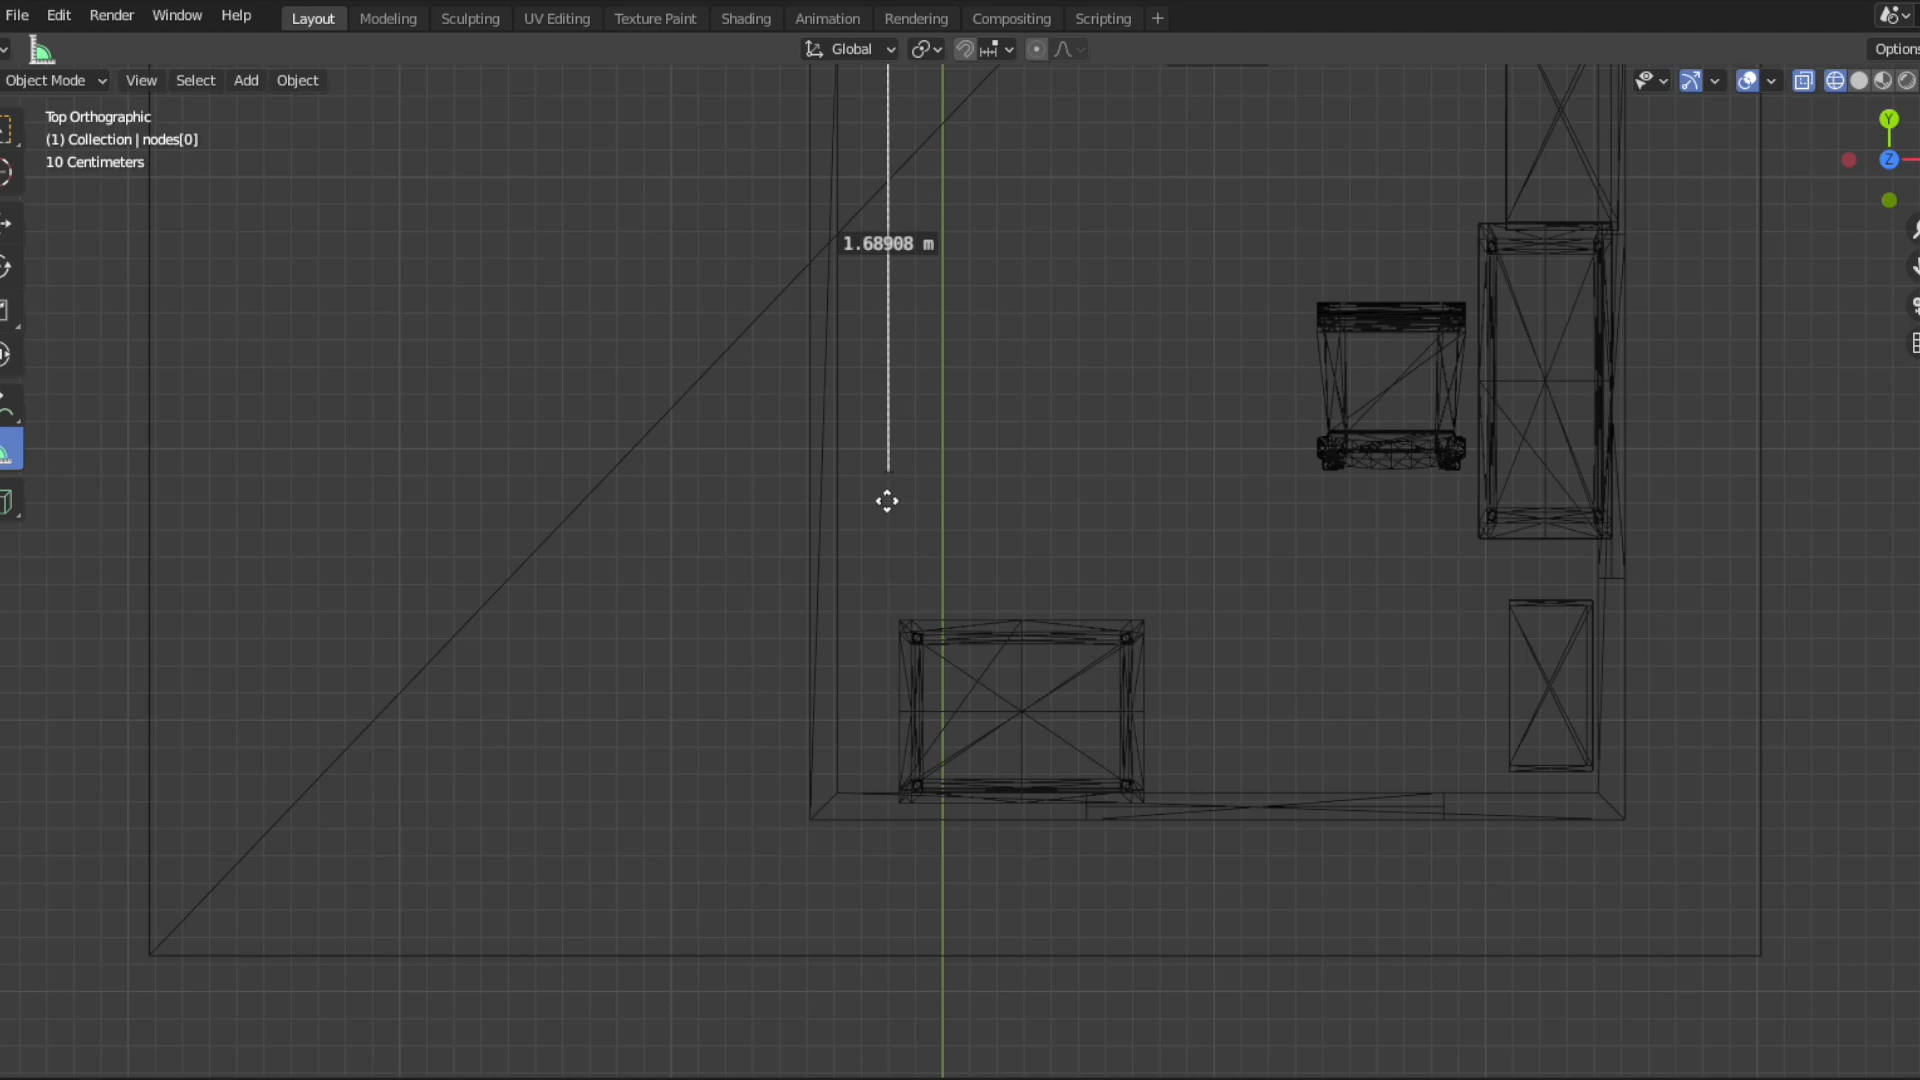 File Edit Render Window Help Layout Modeling Sculpting UV Editing Texture Paint Shading Animation Rendering Compositing Scripting +
Global Options
Object Mode View Select Add Object
Top Orthographic
(1) Collection | nodes[0]
10 Centimeters
Y
Z
1.68908 m